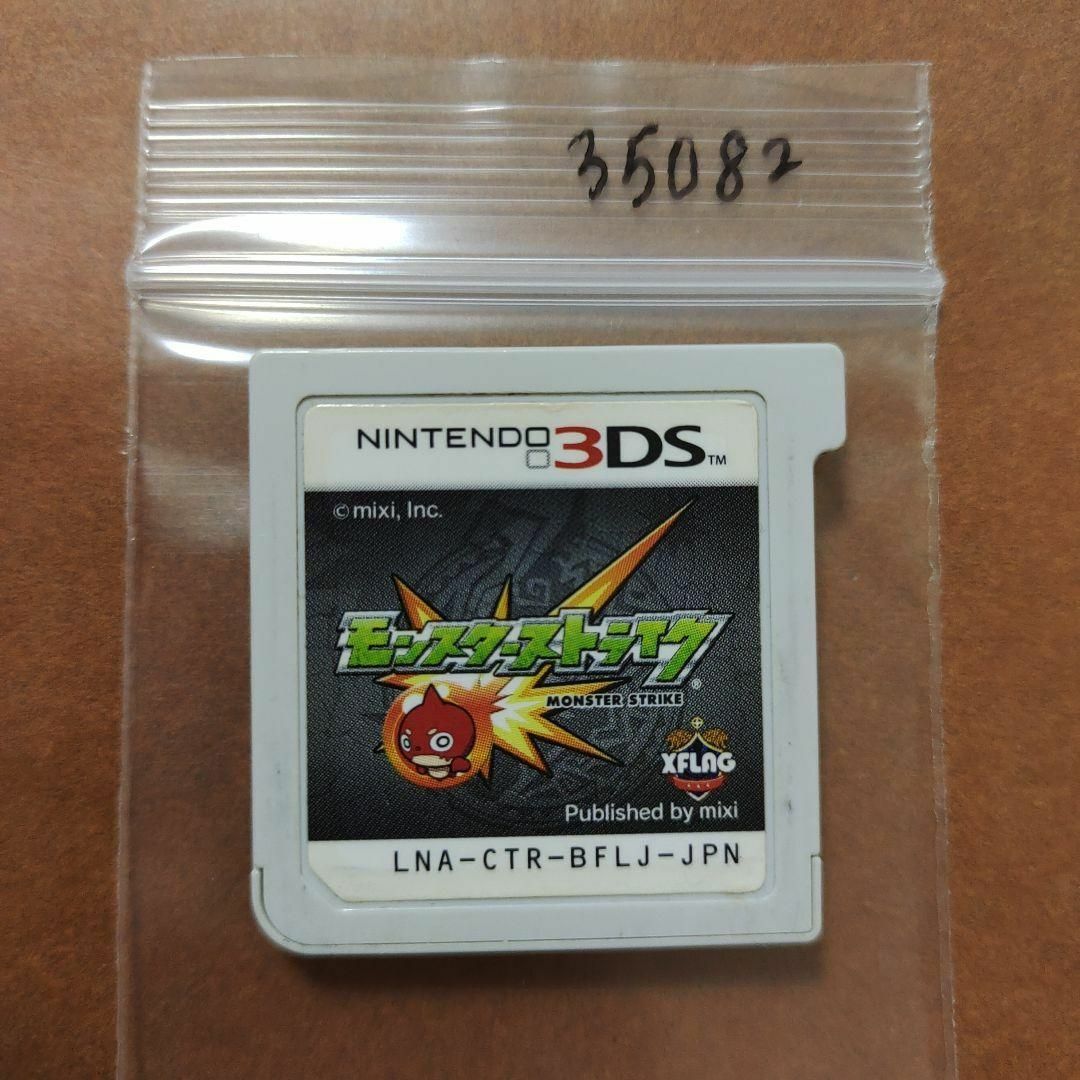 35082
NINTENDO 3DS™
©mixi, Inc.
モンスターストライク®
MONSTER STRIKE
XFLAG
Published by mixi
LNA-CTR-BFLJ-JPN